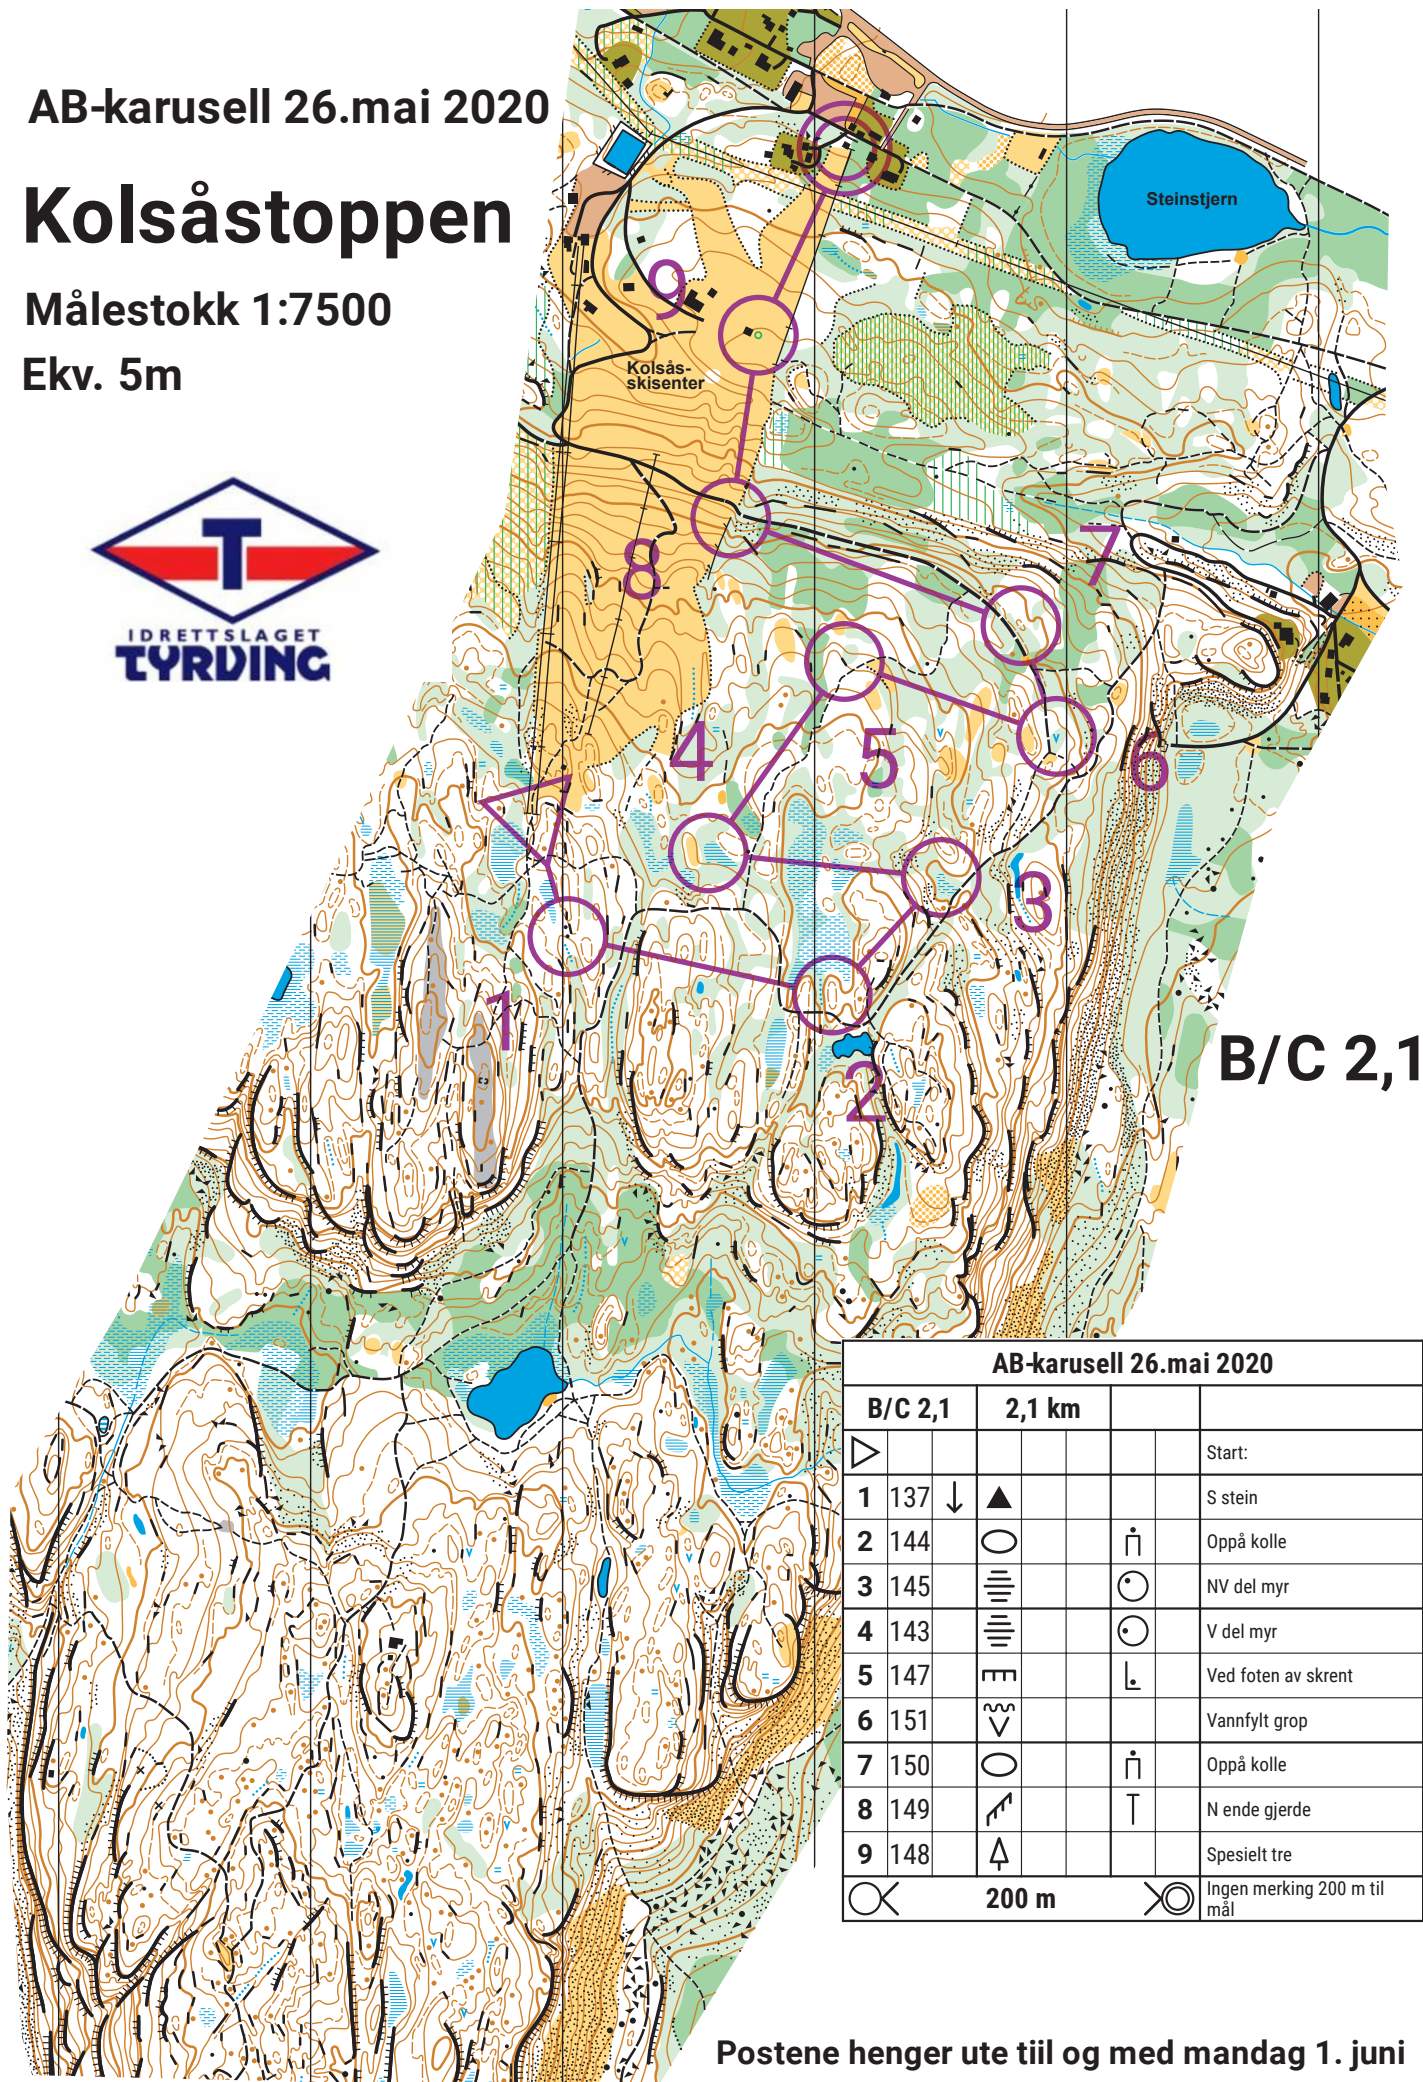 AB-karusell 26.mai 2020
Kolsåstoppen
Målestokk 1:7500
Ekv. 5m
IDRETTSLAGET
TYRVING
Steinstjern
Kolsås-
skisenter
9
8
7
4
5
6
3
1
2
B/C 2,1
AB-karusell 26.mai 2020
B/C 2,1 2,1 km
Start:
1 137 S stein
2 144 Oppå kolle
3 145 NV del myr
4 143 V del myr
5 147 Ved foten av skrent
6 151 Vannfylt grop
7 150 Oppå kolle
8 149 N ende gjerde
9 148 Spesielt tre
200 m Ingen merking 200 m til
mål
Postene henger ute tiil og med mandag 1. juni